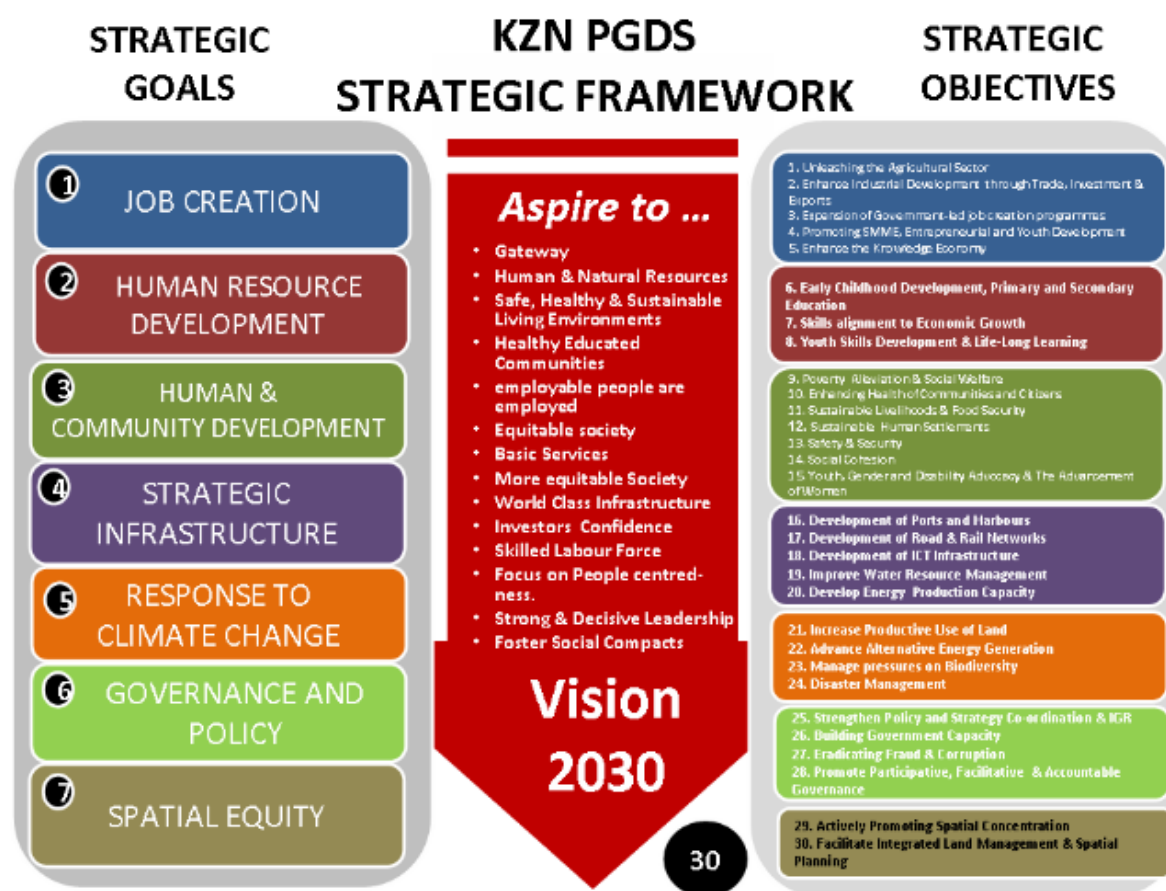 STRATEGIC
GOALS
KZN PGDS
STRATEGIC FRAMEWORK
STRATEGIC
OBJECTIVES
1
JOB CREATION
2
HUMAN RESOURCE
DEVELOPMENT
3
HUMAN &
COMMUNITY DEVELOPMENT
4
STRATEGIC
INFRASTRUCTURE
5
RESPONSE TO
CLIMATE CHANGE
6
GOVERNANCE AND
POLICY
7
SPATIAL EQUITY
Aspire to ...
• Gateway
• Human & Natural Resources
• Safe, Healthy & Sustainable
Living Environments
• Healthy Educated
Communities
• employable people are
employed
• Equitable society
• Basic Services
• More equitable Society
• World Class Infrastructure
• Investors Confidence
• Skilled Labour Force
• Focus on People centred-
ness.
• Strong & Decisive Leadership
• Foster Social Compacts
Vision
2030
30
1. Unleashing the Agricultural Sector
2. Enhance Industrial Development through Trade, Investment &
Exports
3. Expansion of Government-led job creation programmes
4. Promoting SMME, Entrepreneurial and Youth Development
5. Enhance the Knowledge Economy
6. Early Childhood Development, Primary and Secondary
Education
7. Skills alignment to Economic Growth
8. Youth Skills Development & Life-Long Learning
9. Poverty Alleviation & Social Welfare
10. Enhancing Health of Communities and Citizens
11. Sustainable Livelihoods & Food Security
12. Sustainable Human Settlements
13. Safety & Security
14. Social Cohesion
15. Youth, Gender and Disability Advocacy & The Advancement
of Women
16. Development of Ports and Harbours
17. Development of Road & Rail Networks
18. Development of ICT Infrastructure
19. Improve Water Resource Management
20. Develop Energy Production Capacity
21. Increase Productive Use of Land
22. Advance Alternative Energy Generation
23. Manage pressures on Biodiversity
24. Disaster Management
25. Strengthen Policy and Strategy Co-ordination & IGR
26. Building Government Capacity
27. Eradicating Fraud & Corruption
28. Promote Participative, Facilitative & Accountable
Governance
29. Actively Promoting Spatial Concentration
30. Facilitate Integrated Land Management & Spatial
Planning